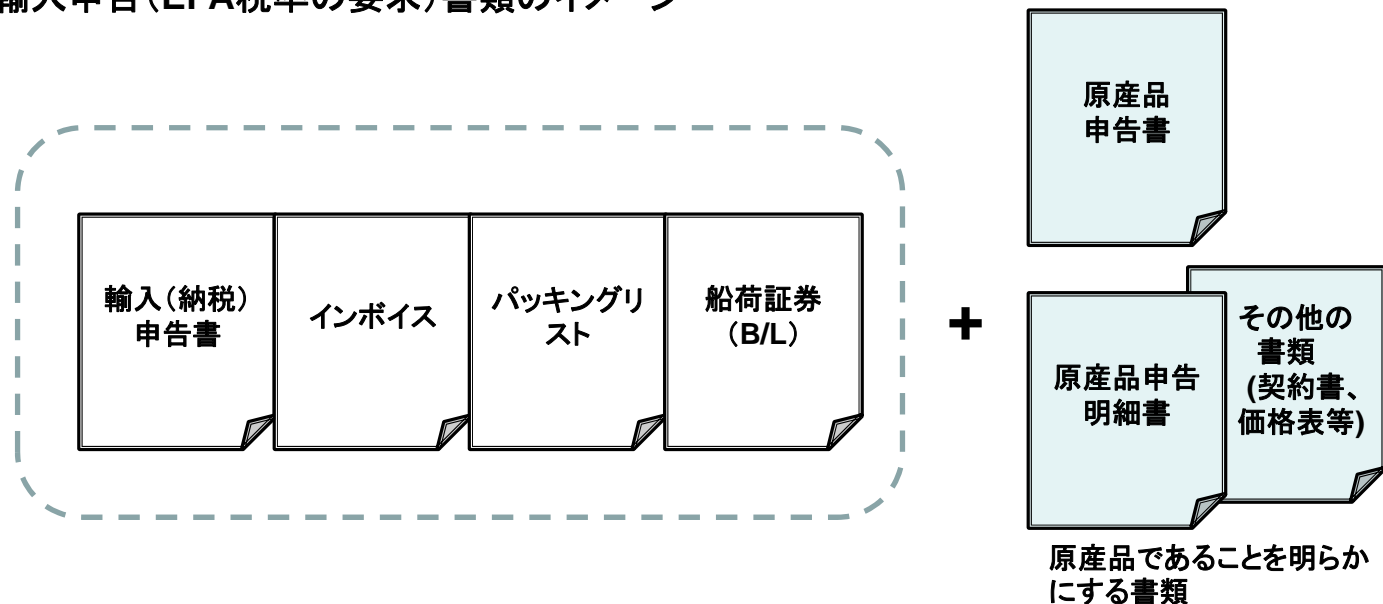 輸入申告（EPA税率の要求）書類のイメージ
原産品
申告書
輸入（納税）
申告書
インボイス
パッキングリ
スト
船荷証券
（B/L）
+
原産品申告
明細書
その他の
書類
(契約書、
価格表等)
原産品であることを明らか
にする書類